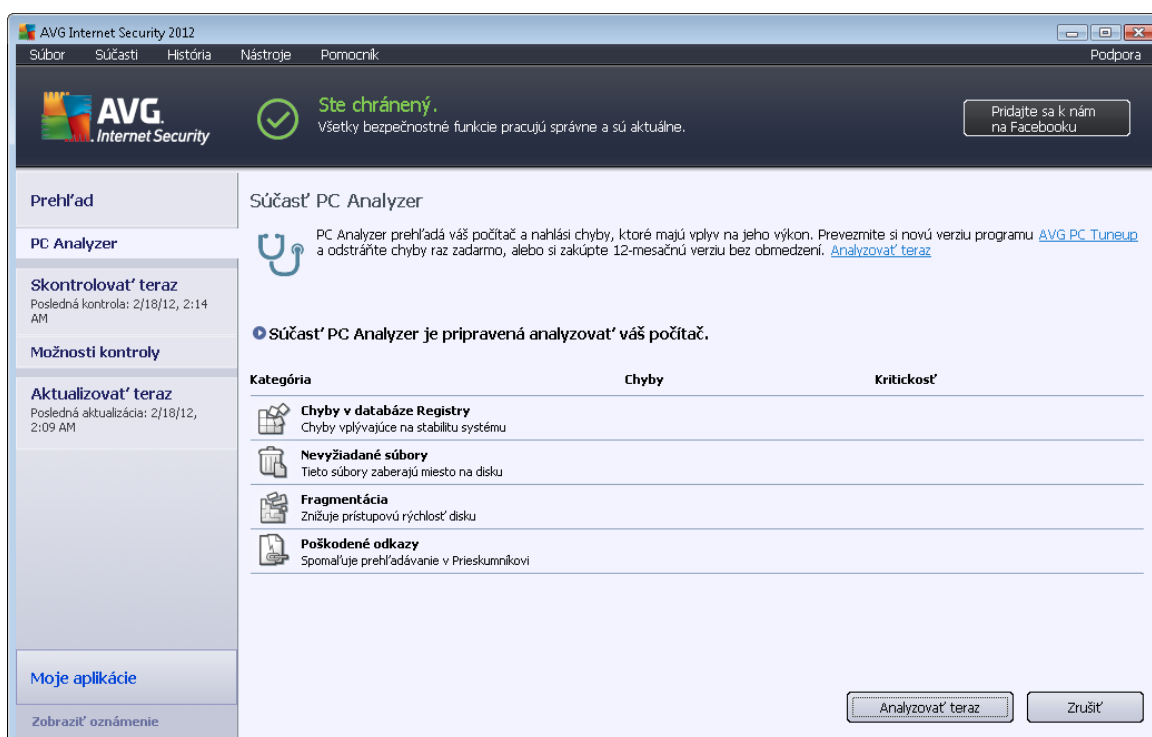 AVG Internet Security 2012
Súbor Súčasti História Nástroje Pomocník Podpora
AVG.
Internet Security
Ste chránený.
Všetky bezpečnostné funkcie pracujú správne a sú aktuálne.
Pridajte sa k nám
na Facebooku
Prehľad
PC Analyzer
Skontrolovať teraz
Posledná kontrola: 2/18/12, 2:14
AM
Možnosti kontroly
Aktualizovať teraz
Posledná aktualizácia: 2/18/12,
2:09 AM
Moje aplikácie
Zobraziť oznámenie
Súčasť PC Analyzer
PC Analyzer prehľadá váš počítač a nahlási chyby, ktoré majú vplyv na jeho výkon. Prevezmite si novú verziu programu AVG PC Tuneup
a odstráňte chyby raz zadarmo, alebo si zakúpte 12-mesačnú verziu bez obmedzení. Analyzovať teraz
Súčasť PC Analyzer je pripravená analyzovať váš počítač.
Kategória Chyby Kritickosť
Chyby v databáze Registry
Chyby vplývajúce na stabilitu systému
Nevyžiadané súbory
Tieto súbory zaberajú miesto na disku
Fragmentácia
Znižuje prístupovú rýchlosť disku
Poškodené odkazy
Spomaľuje prehľadávanie v Prieskumníkovi
Analyzovať teraz Zrušiť